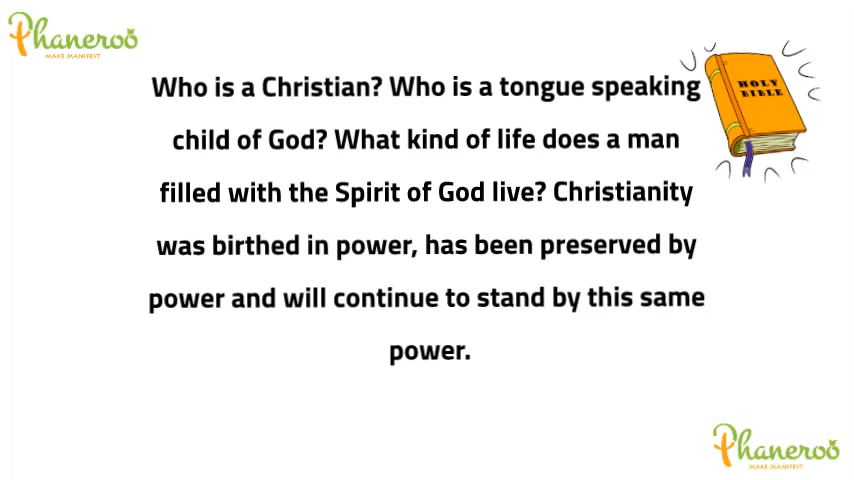 Phaneroo
MAKE MANIFEST
Who is a Christian? Who is a tongue speaking
child of God? What kind of life does a man
filled with the Spirit of God live? Christianity
was birthed in power, has been preserved by
power and will continue to stand by this same
power.
HOLY
BIBLE
Phaneroo
MAKE MANIFEST